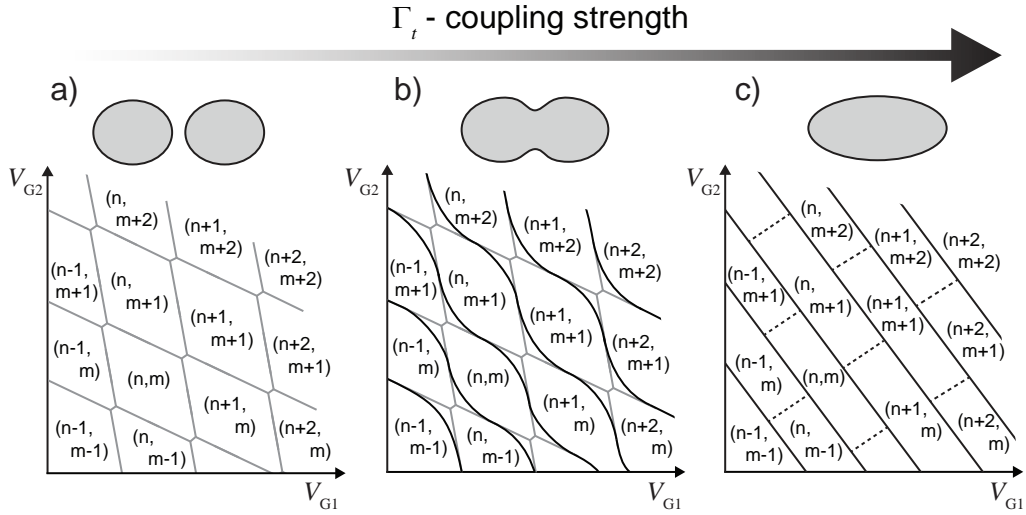 Γt - coupling strength
a)
b)
c)
VG2
(n,
m+2)
(n+1,
m+2)
(n+2,
m+2)
(n-1,
m+1)
(n,
m+1)
(n+1,
m+1)
(n+2,
m+1)
(n-1,
m)
(n,m)
(n+1,
m)
(n+2,
m)
(n-1,
m-1)
(n,
m-1)
VG1
VG2
(n,
m+2)
(n+1,
m+2)
(n+2,
m+2)
(n-1,
m+1)
(n,
m+1)
(n+1,
m+1)
(n+2,
m+1)
(n-1,
m)
(n,m)
(n+1,
m)
(n+2,
m)
(n-1,
m-1)
(n,
m-1)
VG1
VG2
(n,
m+2)
(n+1,
m+2)
(n+2,
m+2)
(n-1,
m+1)
(n,
m+1)
(n+1,
m+1)
(n+2,
m+1)
(n-1,
m)
(n,m)
(n+1,
m)
(n+2,
m)
(n-1,
m-1)
(n,
m-1)
VG1